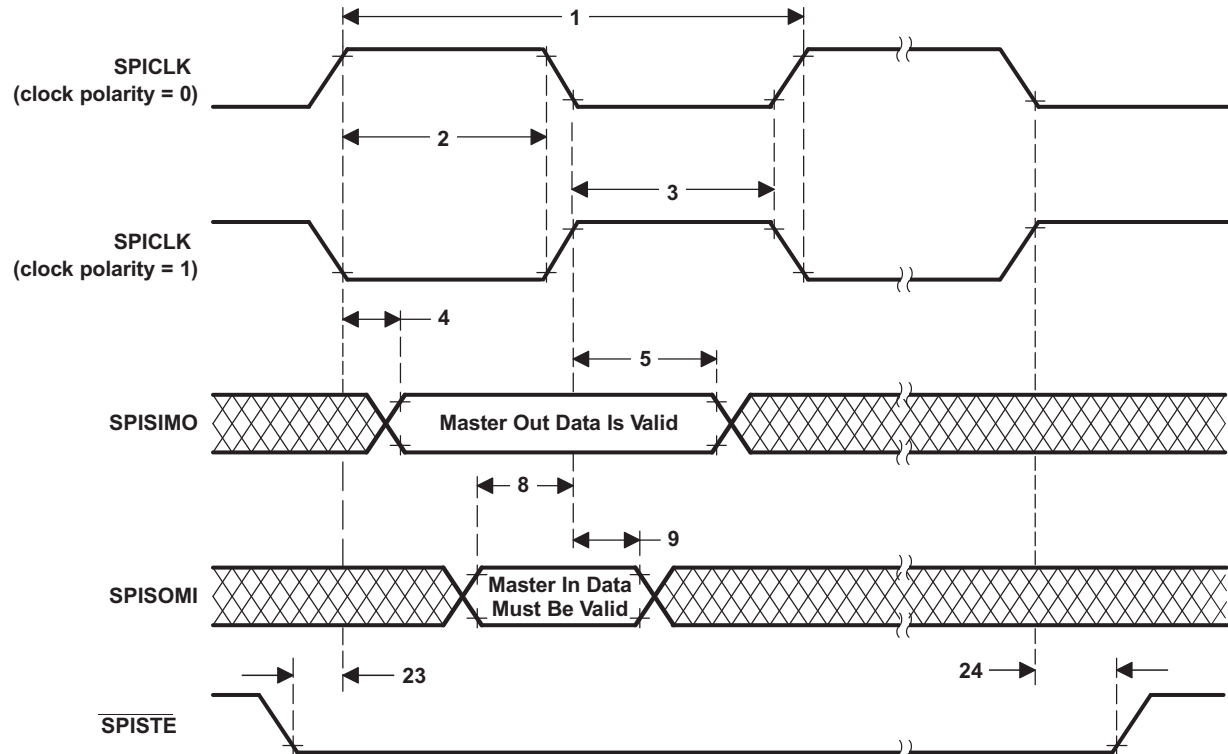 1
SPICLK
(clock polarity = 0)
2
3
SPICLK
(clock polarity = 1)
4
5
SPISIMO
Master Out Data Is Valid
8
9
SPISOMI
Master In Data
Must Be Valid
23
24
SPISTE